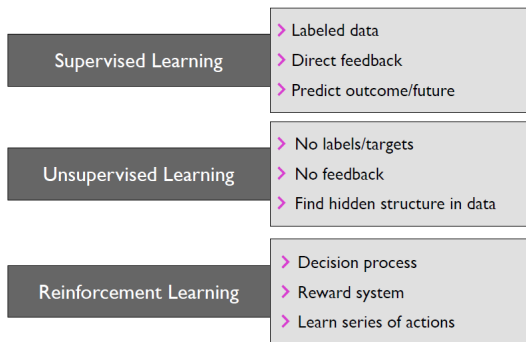 Supervised Learning
Labeled data
Direct feedback
Predict outcome/future
Unsupervised Learning
No labels/targets
No feedback
Find hidden structure in data
Reinforcement Learning
Decision process
Reward system
Learn series of actions